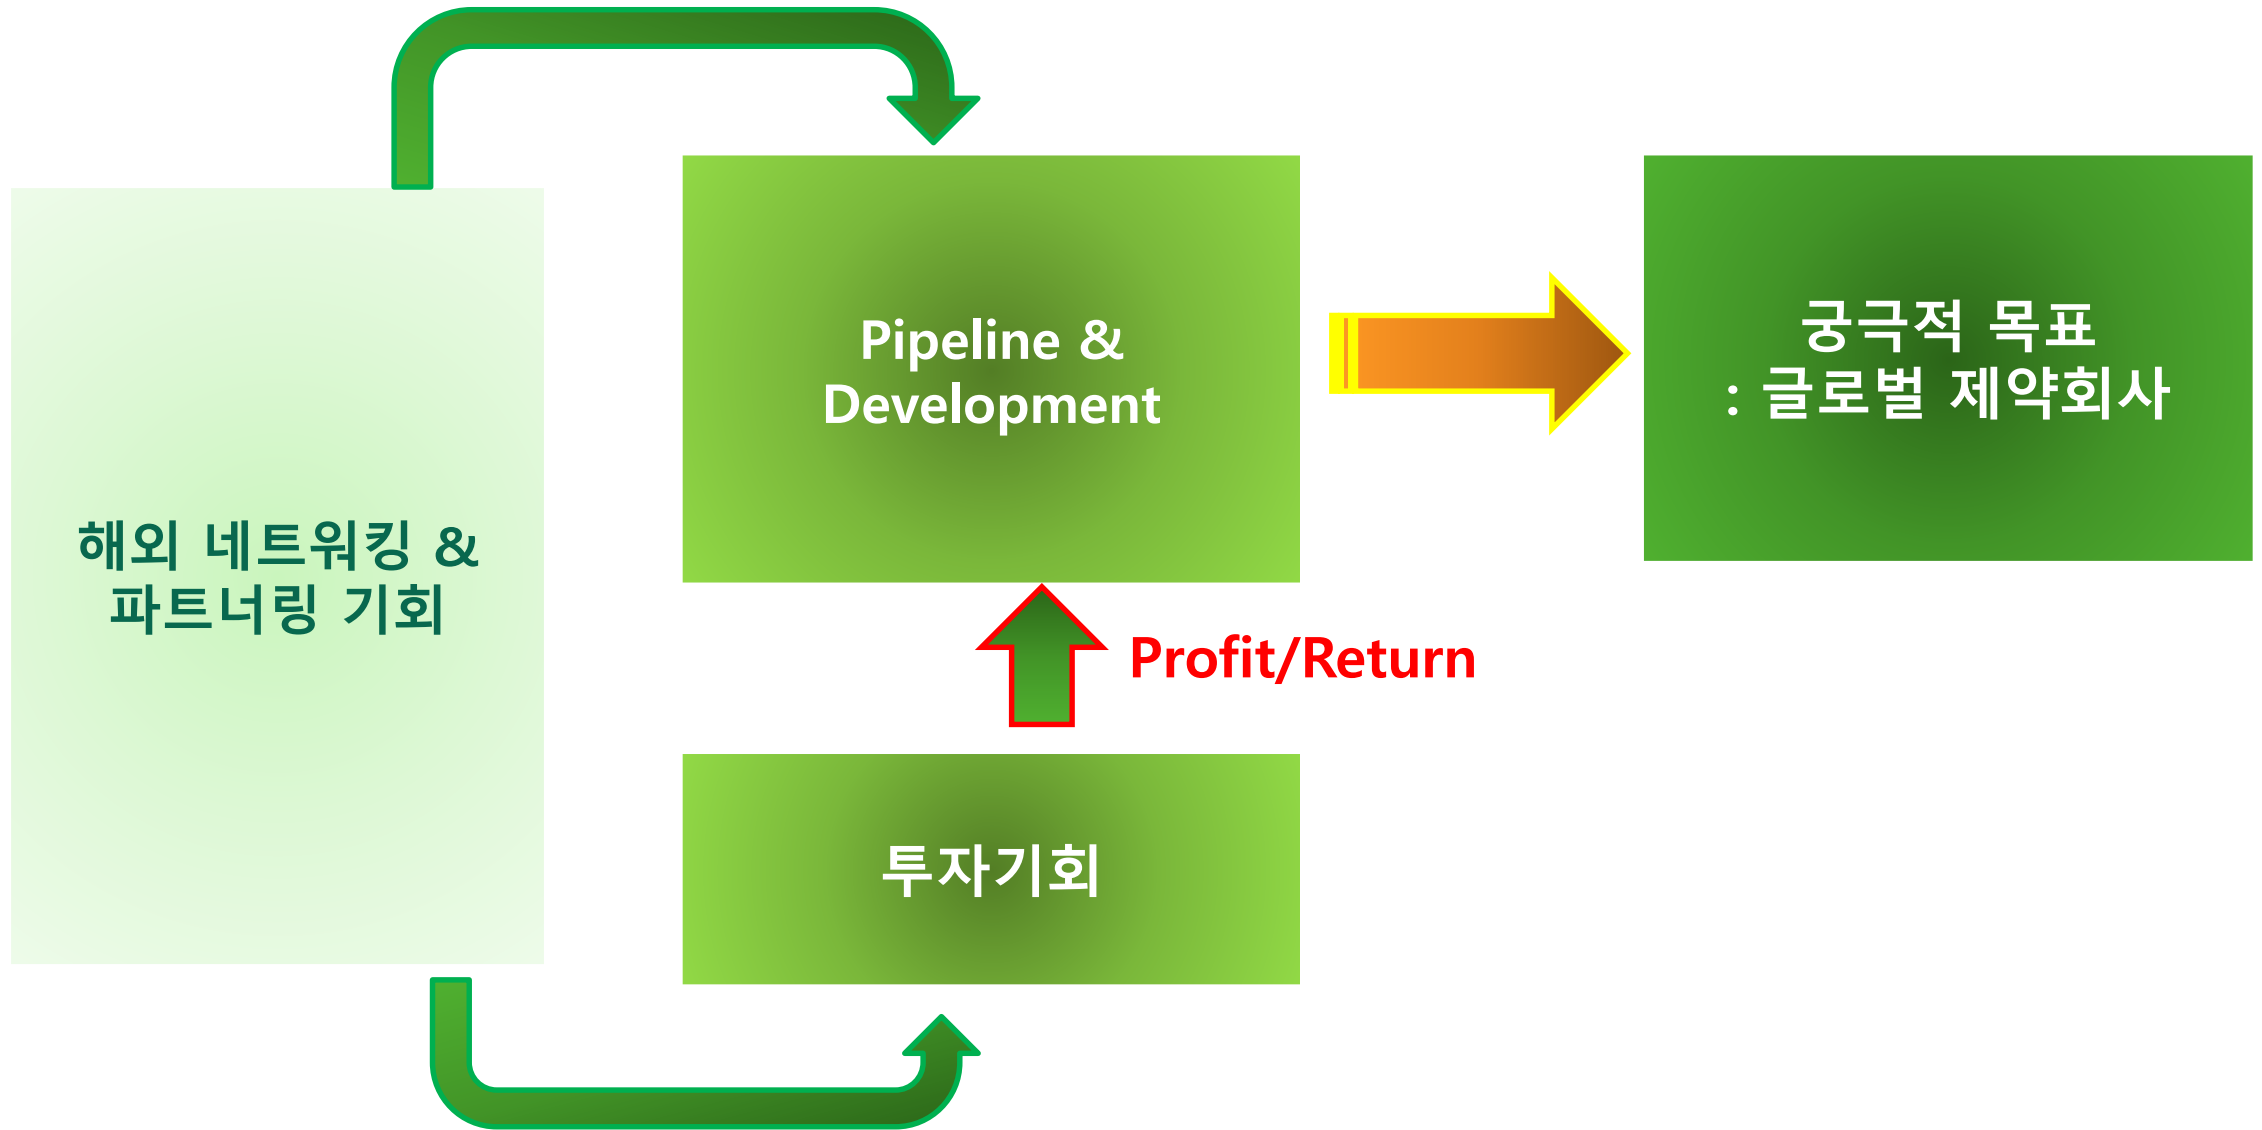 해외 네트워킹 &
파트너링 기회
Pipeline &
Development
궁극적 목표
: 글로벌 제약회사
Profit/Return
투자기회